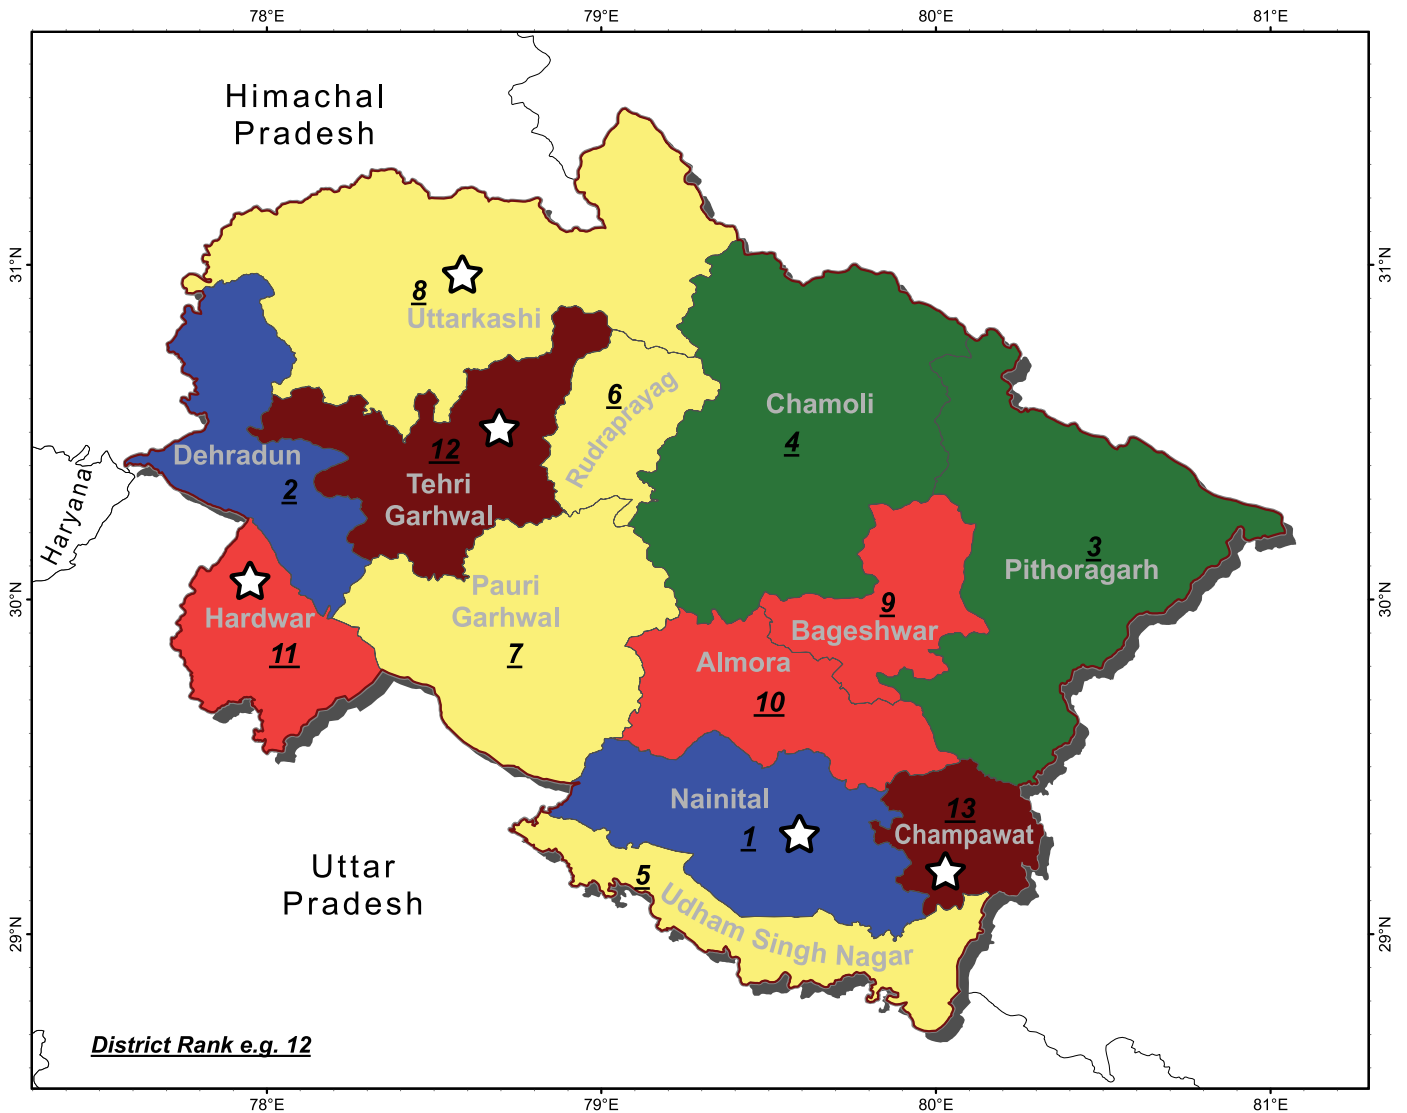 78°E
79°E
80°E
81°E
Himachal
Pradesh
31°N
31°N
8
Uttarkashi
6
Rudraprayag
Chamoli
4
12
Tehri
Garhwal
Dehradun
2
Haryana
3
Pithoragarh
Pauri
Garhwal
7
30°N
30°N
Hardwar
11
9
Bageshwar
Almora
10
Nainital
1
13
Champawat
Uttar
Pradesh
5
Udham Singh Nagar
29°N
29°N
District Rank e.g. 12
78°E
79°E
80°E
81°E